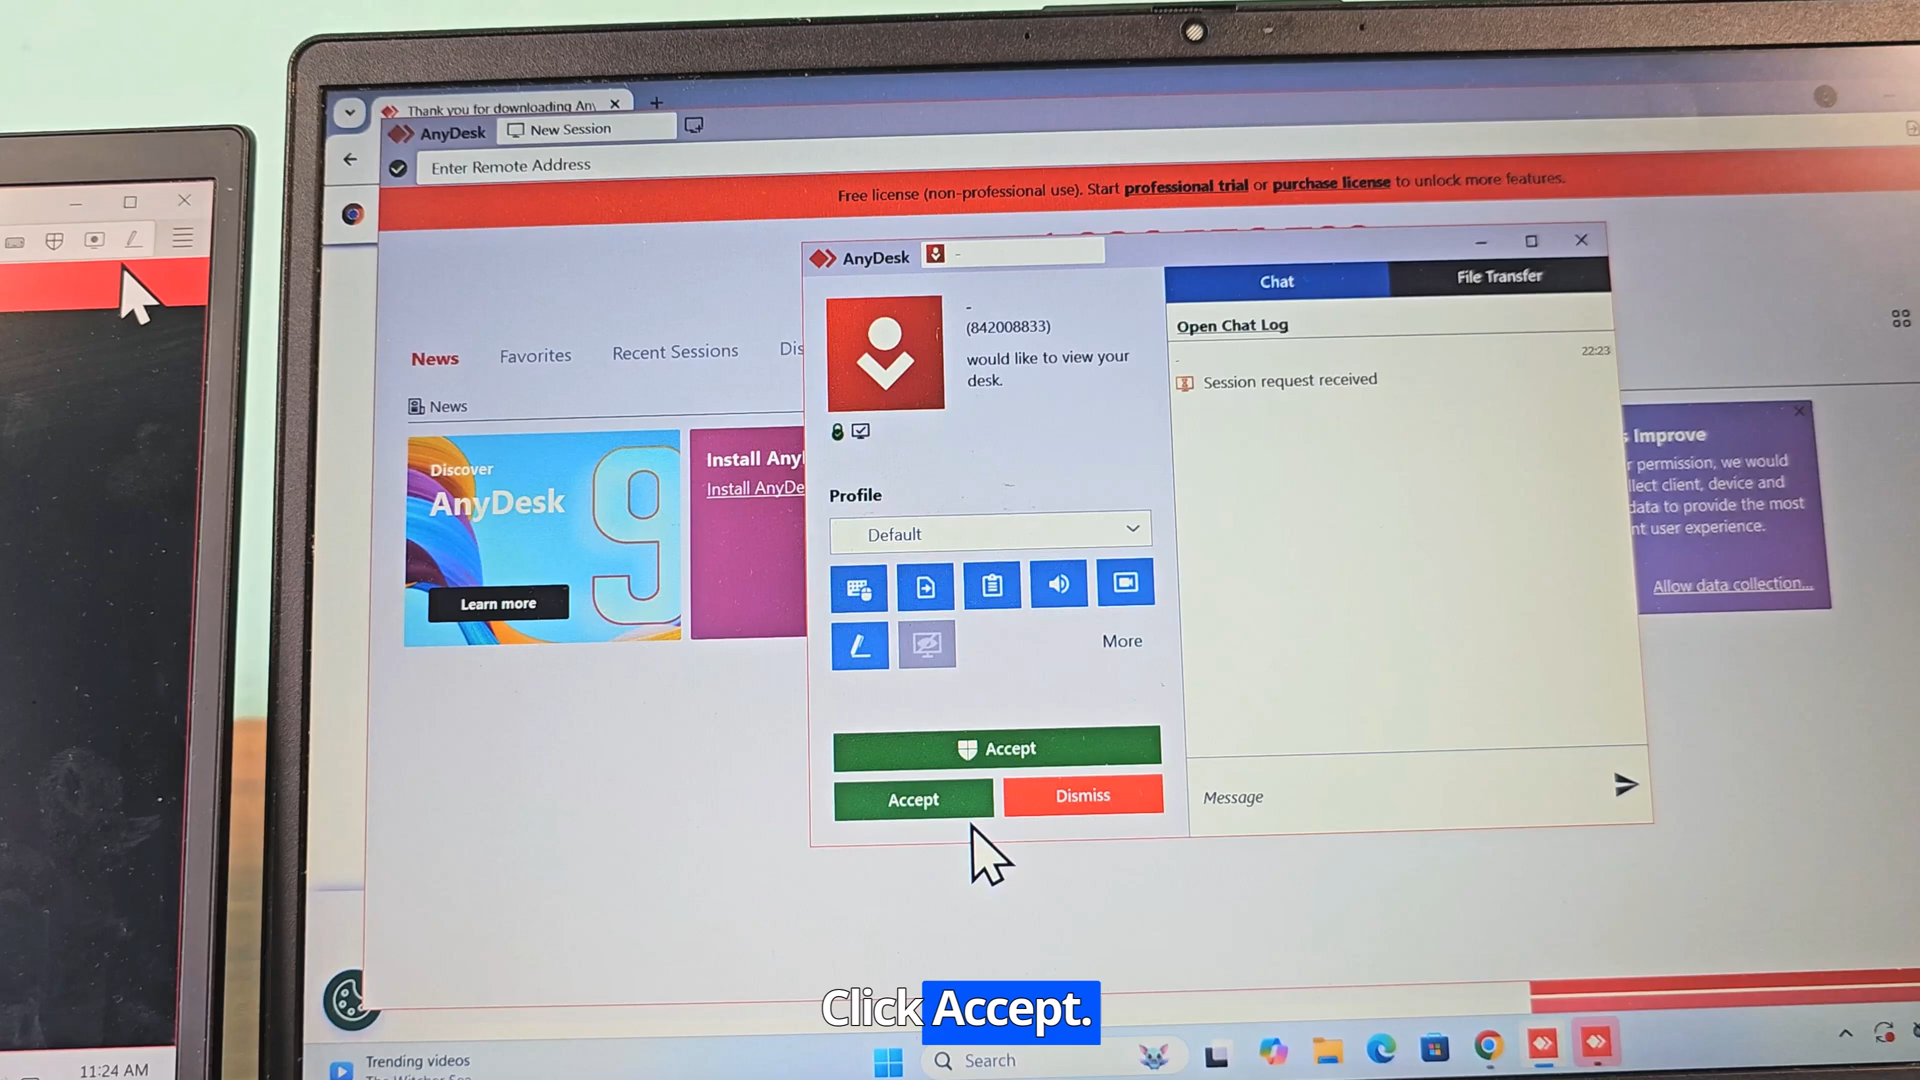 Thank you for downloading An
AnyDesk
New Session
Enter Remote Address
Free license (non-professional use). Start professional trial or purchase license to unlock more features.
News
Favorites
Recent Sessions
Dis
News
Discover
AnyDesk
9
Learn more
Install Any
Install AnyDe
AnyDesk
-
-
(842008833)
would like to view your
desk.
Profile
Default
More
Accept
Accept
Dismiss
Chat
File Transfer
Open Chat Log
-
22:23
Session request received
Message
s Improve
r permission, we would
llect client, device and
data to provide the most
nt user experience.
Allow data collection...
Click Accept.
Trending videos
Search
11:24 AM